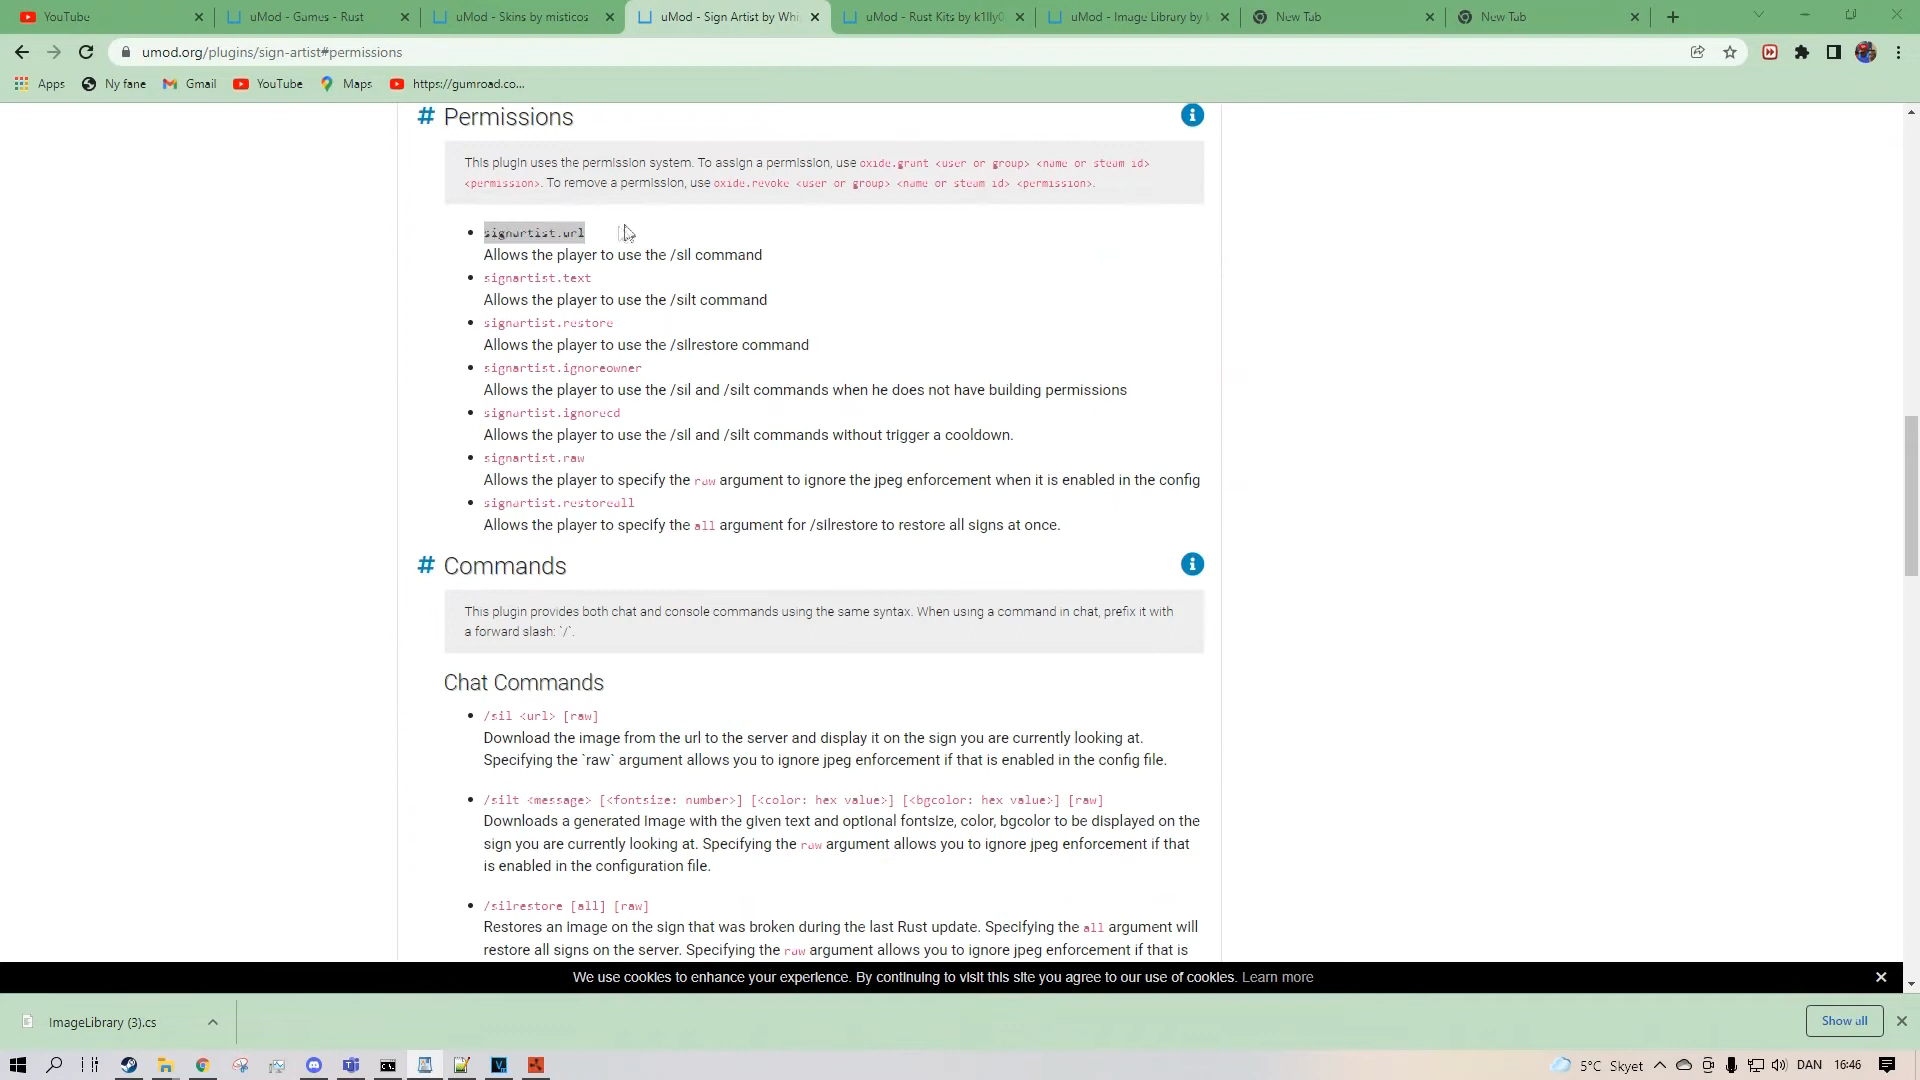 YouTube
uMod - Games - Rust
uMod - Skins by misticos
uMod - Sign Artist by Whi
uMod - Rust Kits by k1lly0
uMod - Image Library by
New Tab
New Tab
umod.org/plugins/sign-artist#permissions
Apps
Ny fane
Gmail
YouTube
Maps
https://gumroad.co...
# Permissions
This plugin uses the permission system. To assign a permission, use oxide.grant <user or group> <name or steam id>
<permission>. To remove a permission, use oxide.revoke <user or group> <name or steam id> <permission>.
signartist.url
Allows the player to use the /sil command
signartist.text
Allows the player to use the /silt command
signartist.restore
Allows the player to use the /silrestore command
signartist.ignoreowner
Allows the player to use the /sil and /silt commands when he does not have building permissions
signartist.ignorecd
Allows the player to use the /sil and /silt commands without trigger a cooldown.
signartist.raw
Allows the player to specify the raw argument to ignore the jpeg enforcement when it is enabled in the config
signartist.restoreall
Allows the player to specify the all argument for /silrestore to restore all signs at once.
# Commands
This plugin provides both chat and console commands using the same syntax. When using a command in chat, prefix it with
a forward slash: `/`.
Chat Commands
/sil <url> [raw]
Download the image from the url to the server and display it on the sign you are currently looking at.
Specifying the `raw` argument allows you to ignore jpeg enforcement if that is enabled in the config file.
/silt <message> [<fontsize: number>] [<color: hex value>] [<bgcolor: hex value>] [raw]
Downloads a generated image with the given text and optional fontsize, color, bgcolor to be displayed on the
sign you are currently looking at. Specifying the raw argument allows you to ignore jpeg enforcement if that
is enabled in the configuration file.
/silrestore [all] [raw]
Restores an image on the sign that was broken during the last Rust update. Specifying the all argument will
restore all signs on the server. Specifying the raw argument allows you to ignore jpeg enforcement if that is
We use cookies to enhance your experience. By continuing to visit this site you agree to our use of cookies. Learn more
ImageLibrary (3).cs
Show all
5°C Skyet
DAN
16:46